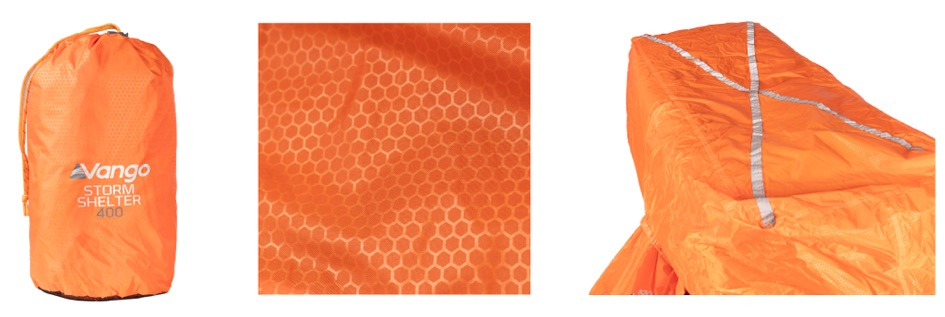 Vango
STORM
SHELTER
400